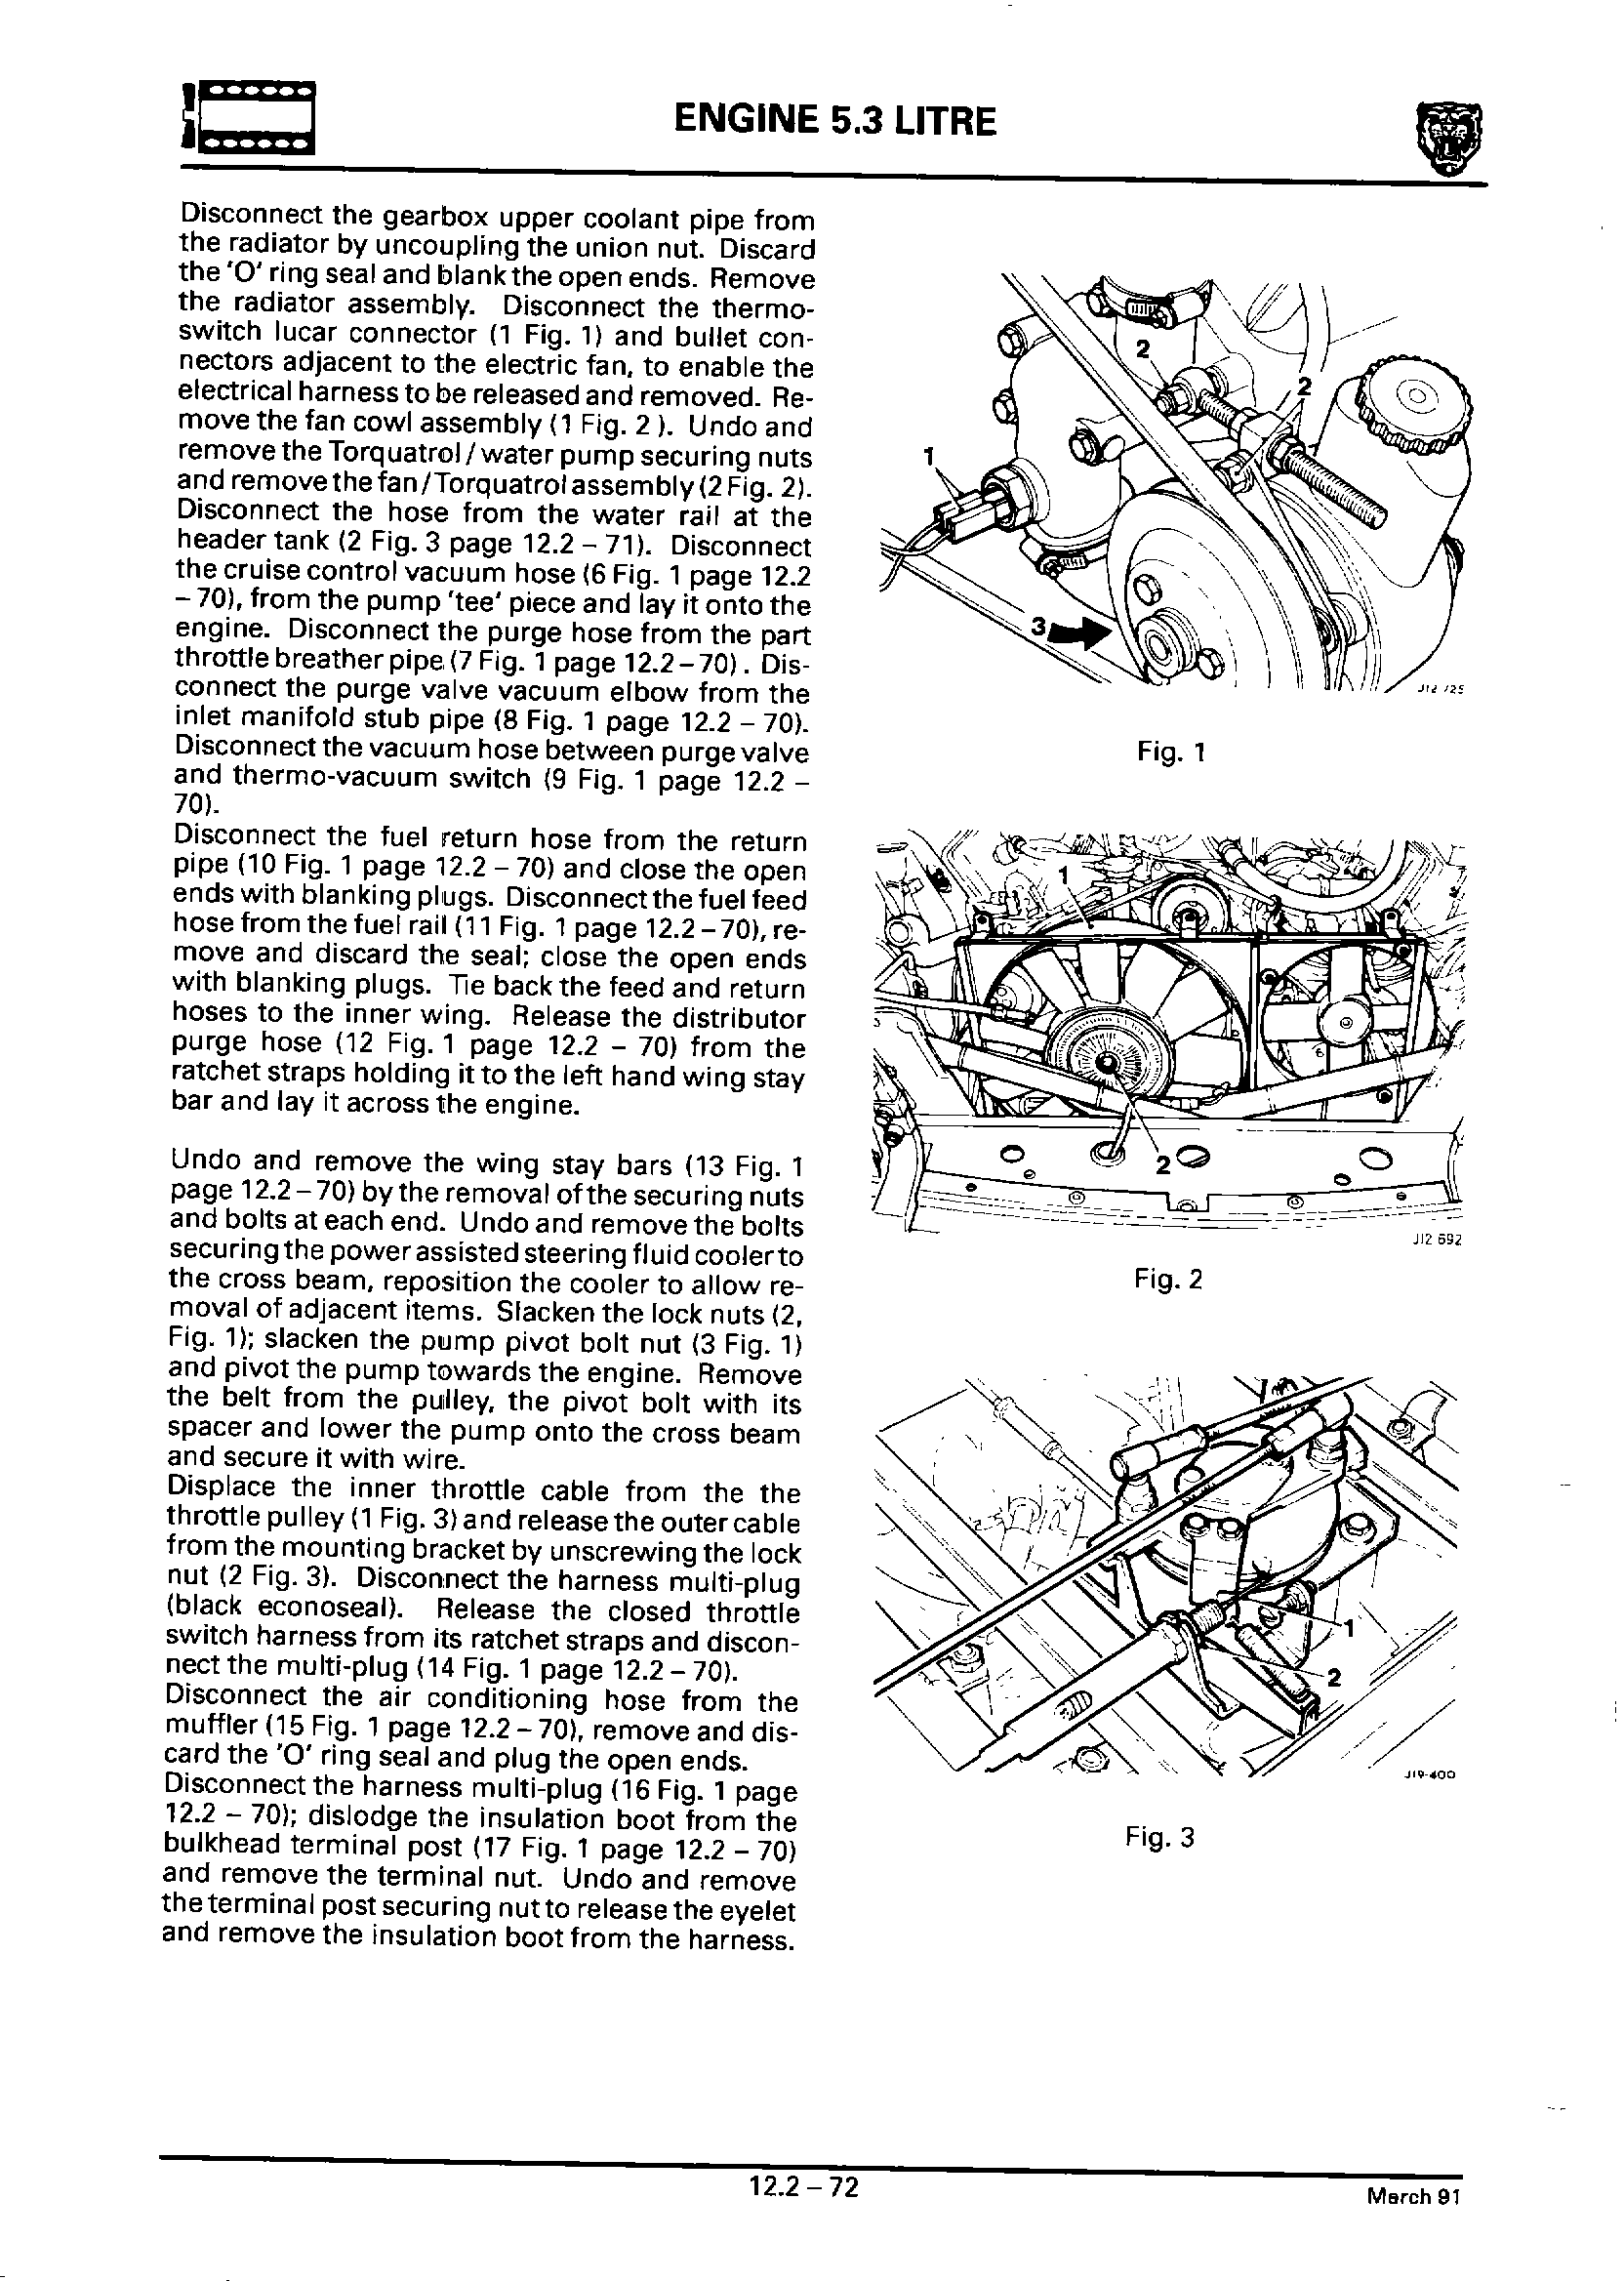 ENGINE 5.3 LITRE
Disconnect the gearbox upper coolant pipe from
the radiator by uncoupling the union nut. Discard
the 'O' ring seal and blank the open ends. Remove
the radiator assembly. Disconnect the thermo-
switch lucar connector (1 Fig. 1) and bullet con-
nectors adjacent to the electric fan, to enable the
electrical harness to be released and removed. Re-
move the fan cowl assembly (1 Fig. 2 ). Undo and
remove the Torquatrol / water pump securing nuts
and remove the fan / Torquatrol assembly (2 Fig. 2).
Disconnect the hose from the water rail at the
header tank (2 Fig. 3 page 12.2 – 71). Disconnect
the cruise control vacuum hose (6 Fig. 1 page 12.2
– 70), from the pump 'tee' piece and lay it onto the
engine. Disconnect the purge hose from the part
throttle breather pipe (7 Fig. 1 page 12.2 – 70). Dis-
connect the purge valve vacuum elbow from the
inlet manifold stub pipe (8 Fig. 1 page 12.2 – 70).
Disconnect the vacuum hose between purge valve
and thermo-vacuum switch (9 Fig. 1 page 12.2 –
70).
Disconnect the fuel return hose from the return
pipe (10 Fig. 1 page 12.2 – 70) and close the open
ends with blanking plugs. Disconnect the fuel feed
hose from the fuel rail (11 Fig. 1 page 12.2 – 70), re-
move and discard the seal; close the open ends
with blanking plugs. Tie back the feed and return
hoses to the inner wing. Release the distributor
purge hose (12 Fig. 1 page 12.2 – 70) from the
ratchet straps holding it to the left hand wing stay
bar and lay it across the engine.
Undo and remove the wing stay bars (13 Fig. 1
page 12.2 – 70) by the removal of the securing nuts
and bolts at each end. Undo and remove the bolts
securing the power assisted steering fluid cooler to
the cross beam, reposition the cooler to allow re-
moval of adjacent items. Slacken the lock nuts (2,
Fig. 1); slacken the pump pivot bolt nut (3 Fig. 1)
and pivot the pump towards the engine. Remove
the belt from the pulley, the pivot bolt with its
spacer and lower the pump onto the cross beam
and secure it with wire.
Displace the inner throttle cable from the the
throttle pulley (1 Fig. 3) and release the outer cable
from the mounting bracket by unscrewing the lock
nut (2 Fig. 3). Disconnect the harness multi-plug
(black econoseal). Release the closed throttle
switch harness from its ratchet straps and discon-
nect the multi-plug (14 Fig. 1 page 12.2 – 70).
Disconnect the air conditioning hose from the
muffler (15 Fig. 1 page 12.2 – 70), remove and dis-
card the 'O' ring seal and plug the open ends.
Disconnect the harness multi-plug (16 Fig. 1 page
12.2 – 70); dislodge the insulation boot from the
bulkhead terminal post (17 Fig. 1 page 12.2 – 70)
and remove the terminal nut. Undo and remove
the terminal post securing nut to release the eyelet
and remove the insulation boot from the harness.
2
2
1
3
J12 725
Fig. 1
1
2
J12 692
Fig. 2
1
2
J19-400
Fig. 3
12.2 – 72
March 91